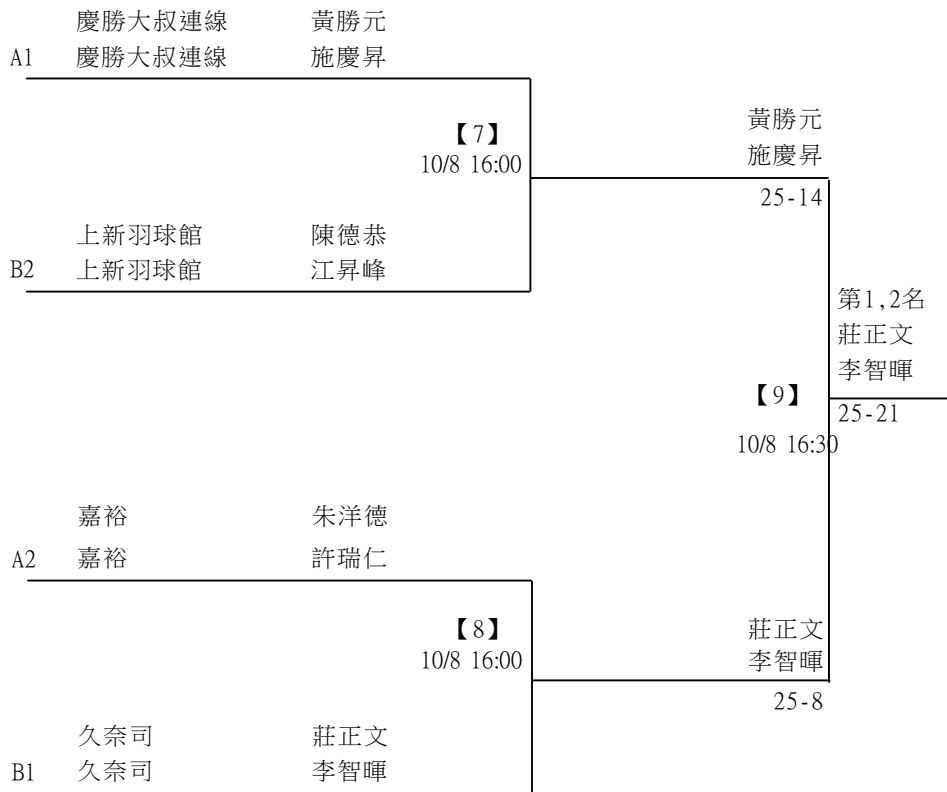 慶勝大叔連線 黃勝元
A1 慶勝大叔連線 施慶昇
【7】
10/8 16:00
黃勝元
施慶昇
25-14
上新羽球館 陳德恭
B2 上新羽球館 江昇峰
第1,2名
莊正文
李智暉
【9】
25-21
10/8 16:30
嘉裕 朱洋德
A2 嘉裕 許瑞仁
【8】
10/8 16:00
莊正文
李智暉
25-8
久奈司 莊正文
B1 久奈司 李智暉